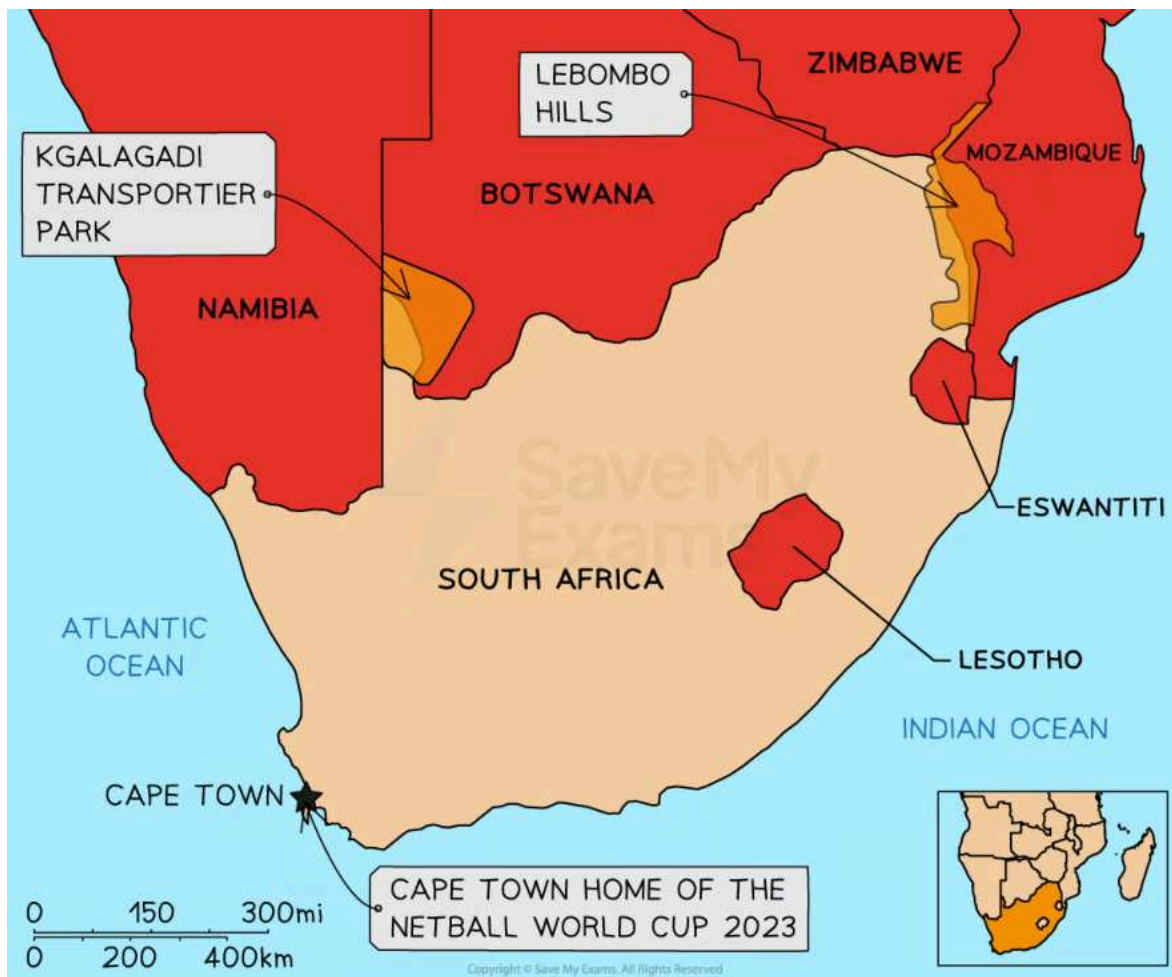 LEBOMBO
HILLS
ZIMBABWE
KGALAGADI
TRANSPORTIER
PARK
MOZAMBIQUE
BOTSWANA
NAMIBIA
SaveMy
Exams
ESWANTITI
SOUTH AFRICA
ATLANTIC
OCEAN
LESOTHO
INDIAN OCEAN
CAPE TOWN
CAPE TOWN HOME OF THE
NETBALL WORLD CUP 2023
0 150 300mi
0 200 400km
Copyright © Save My Exams. All Rights Reserved